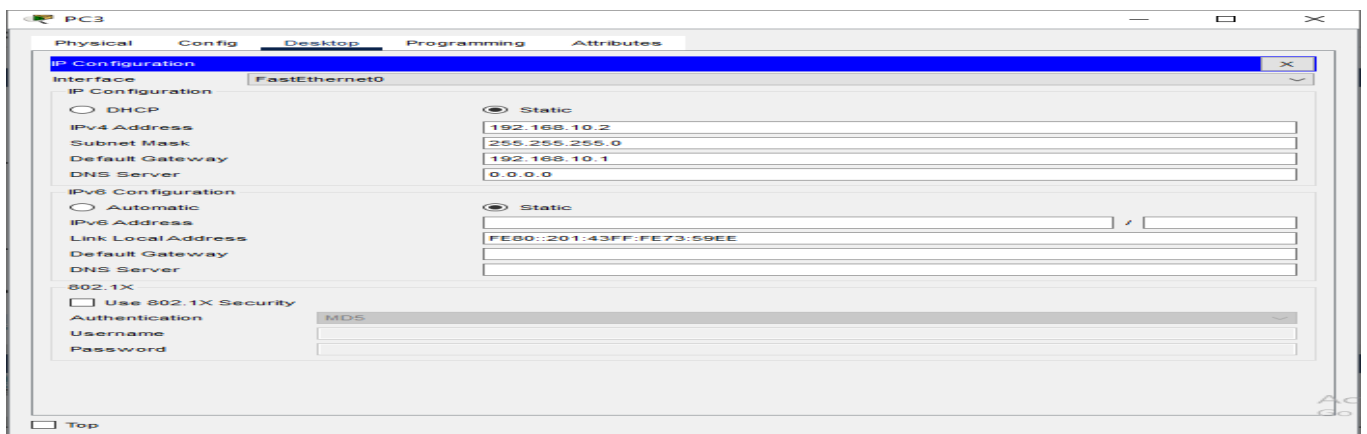 PC3
Physical Config Desktop Programming Attributes
IP Configuration X
Interface FastEthernet0
IP Configuration
DHCP Static
IPv4 Address 192.168.10.2
Subnet Mask 255.255.255.0
Default Gateway 192.168.10.1
DNS Server 0.0.0.0
IPv6 Configuration
Automatic Static
IPv6 Address /
Link Local Address FE80::201:43FF:FE73:59EE
Default Gateway
DNS Server
802.1X
Use 802.1X Security
Authentication MD5
Username
Password
Ac
Go
Top